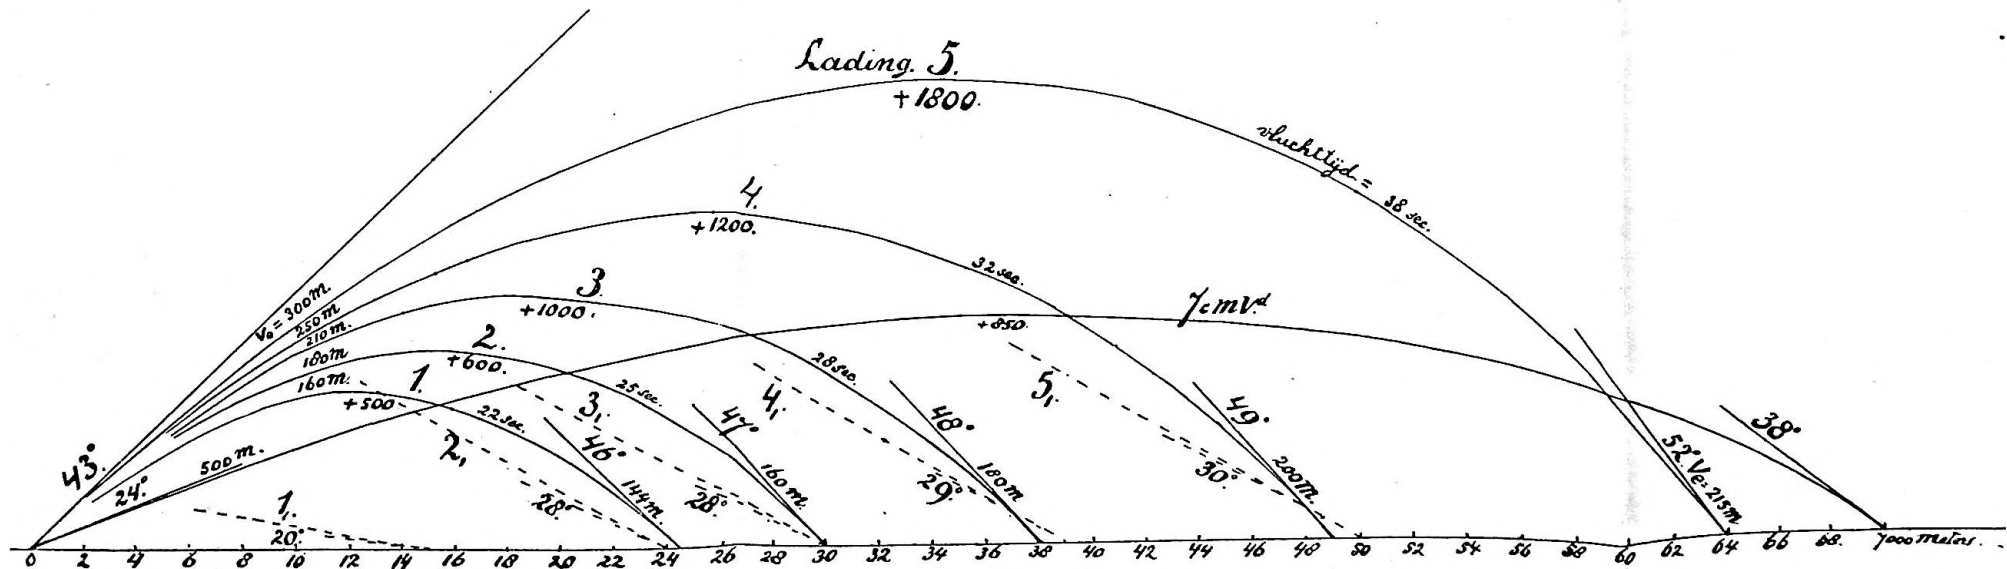 Lading. 5.
+1800.
vluchttijd. =
38 sec.
4.
+1200.
32 sec.
3.
+1000.
28 sec.
7cm Vd.
+850.
2.
+600.
25 sec.
1.
+500
22 sec.
V₀ = 300 m.
250 m
210 m.
180 m
160 m.
500 m.
43°
24°
1,
20°
2,
28°
3,
28°
4,
29°
5,
30°
46°
144 m.
47°
160 m.
48°
180 m
49°
200 m.
52° Ve = 215 m
38°
0 2 4 6 8 10 12 14 16 18 20 22 24 26 28 30 32 34 36 38 40 42 44 46 48 50 52 54 56 58 60 62 64 66 68. 7000 Meters.